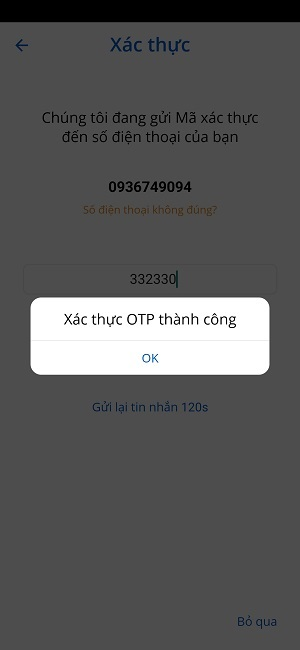 Xác thực
Chúng tôi đang gửi Mã xác thực
đến số điện thoại của bạn
0936749094
Số điện thoại không đúng?
332330
Xác thực OTP thành công
OK
Gửi lại tin nhắn 120s
Bỏ qua